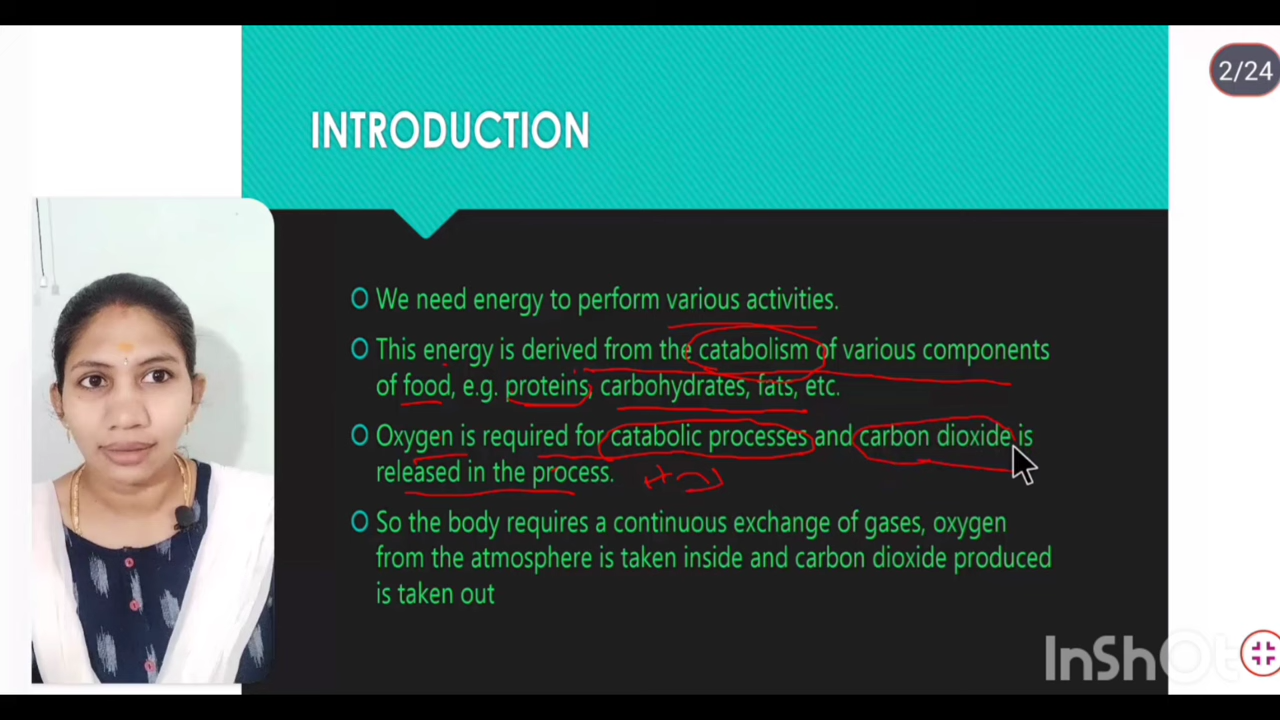 2/24
INTRODUCTION
We need energy to perform various activities.
This energy is derived from the catabolism of various components
of food, e.g. proteins, carbohydrates, fats, etc.
Oxygen is required for catabolic processes and carbon dioxide is
released in the process.
So the body requires a continuous exchange of gases, oxygen
from the atmosphere is taken inside and carbon dioxide produced
is taken out
InShOt